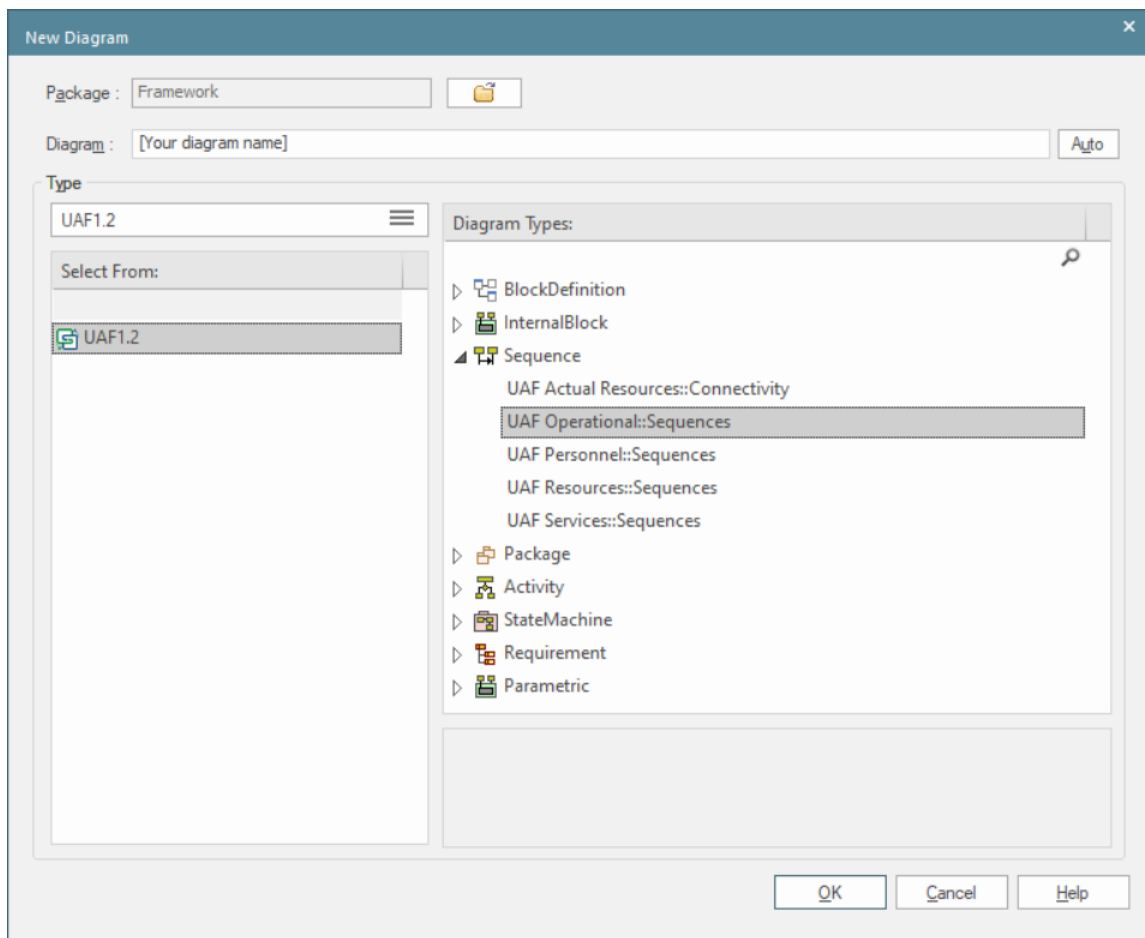 New Diagram
Package : Framework
Diagram : [Your diagram name] Auto
Type
UAF1.2
Select From:
UAF1.2
Diagram Types:
BlockDefinition
InternalBlock
Sequence
UAF Actual Resources::Connectivity
UAF Operational::Sequences
UAF Personnel::Sequences
UAF Resources::Sequences
UAF Services::Sequences
Package
Activity
StateMachine
Requirement
Parametric
OK Cancel Help